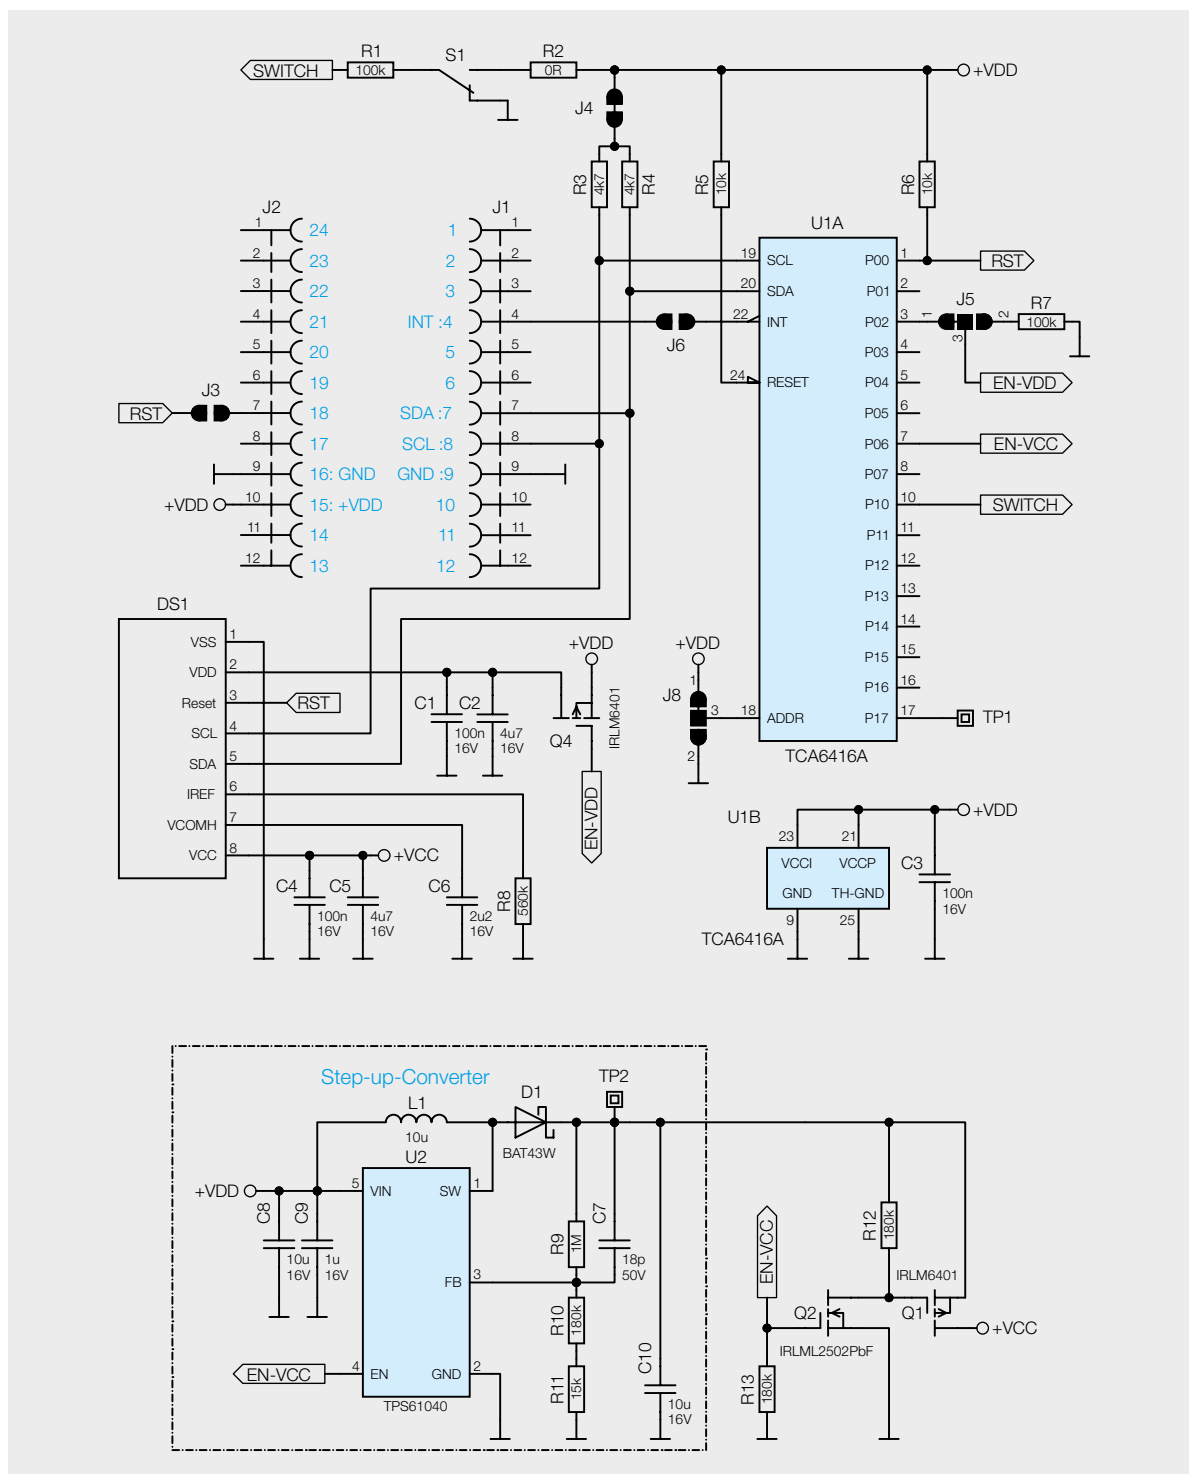 R1
S1
R2
SWITCH
100k
0R
+VDD
J4
R3
4k7
4k7
R4
R5
10k
R6
10k
J2
J1
U1A
1
24
1
1
2
23
2
2
3
22
3
3
4
21
INT :4
4
5
20
5
5
6
19
6
6
RST
J3
7
18
SDA :7
7
8
17
SCL :8
8
9
16: GND
GND :9
9
+VDD
10
15: +VDD
10
10
11
14
11
11
12
13
12
12
J6
19
SCL
20
SDA
22
INT
24
RESET
18
ADDR
P00
1
RST
P01
2
P02
3
1
J5
2
3
R7
100k
P03
4
P04
5
EN-VDD
P05
6
P06
7
EN-VCC
P07
8
P10
10
SWITCH
P11
11
P12
12
P13
13
P14
14
P15
15
P16
16
P17
17
TP1
TCA6416A
+VDD
J8
1
3
2
DS1
VSS
1
VDD
2
Reset
3
RST
SCL
4
SDA
5
IREF
6
VCOMH
7
VCC
8
+VCC
C1
100n
16V
C2
4u7
16V
+VDD
Q4
IRLM6401
EN-VDD
C4
100n
16V
C5
4u7
16V
C6
2u2
16V
R8
560k
U1B
+VDD
23
21
VCCI
VCCP
GND
TH-GND
9
25
TCA6416A
C3
100n
16V
Step-up-Converter
L1
10u
D1
BAT43W
TP2
U2
+VDD
5
VIN
SW
1
C8
10u
16V
C9
1u
16V
FB
3
R9
1M
C7
18p
50V
R10
180k
R11
15k
C10
10u
16V
EN-VCC
4
EN
GND
2
TPS61040
EN-VCC
R12
180k
IRLM6401
Q2
Q1
+VCC
IRLML2502PbF
R13
180k